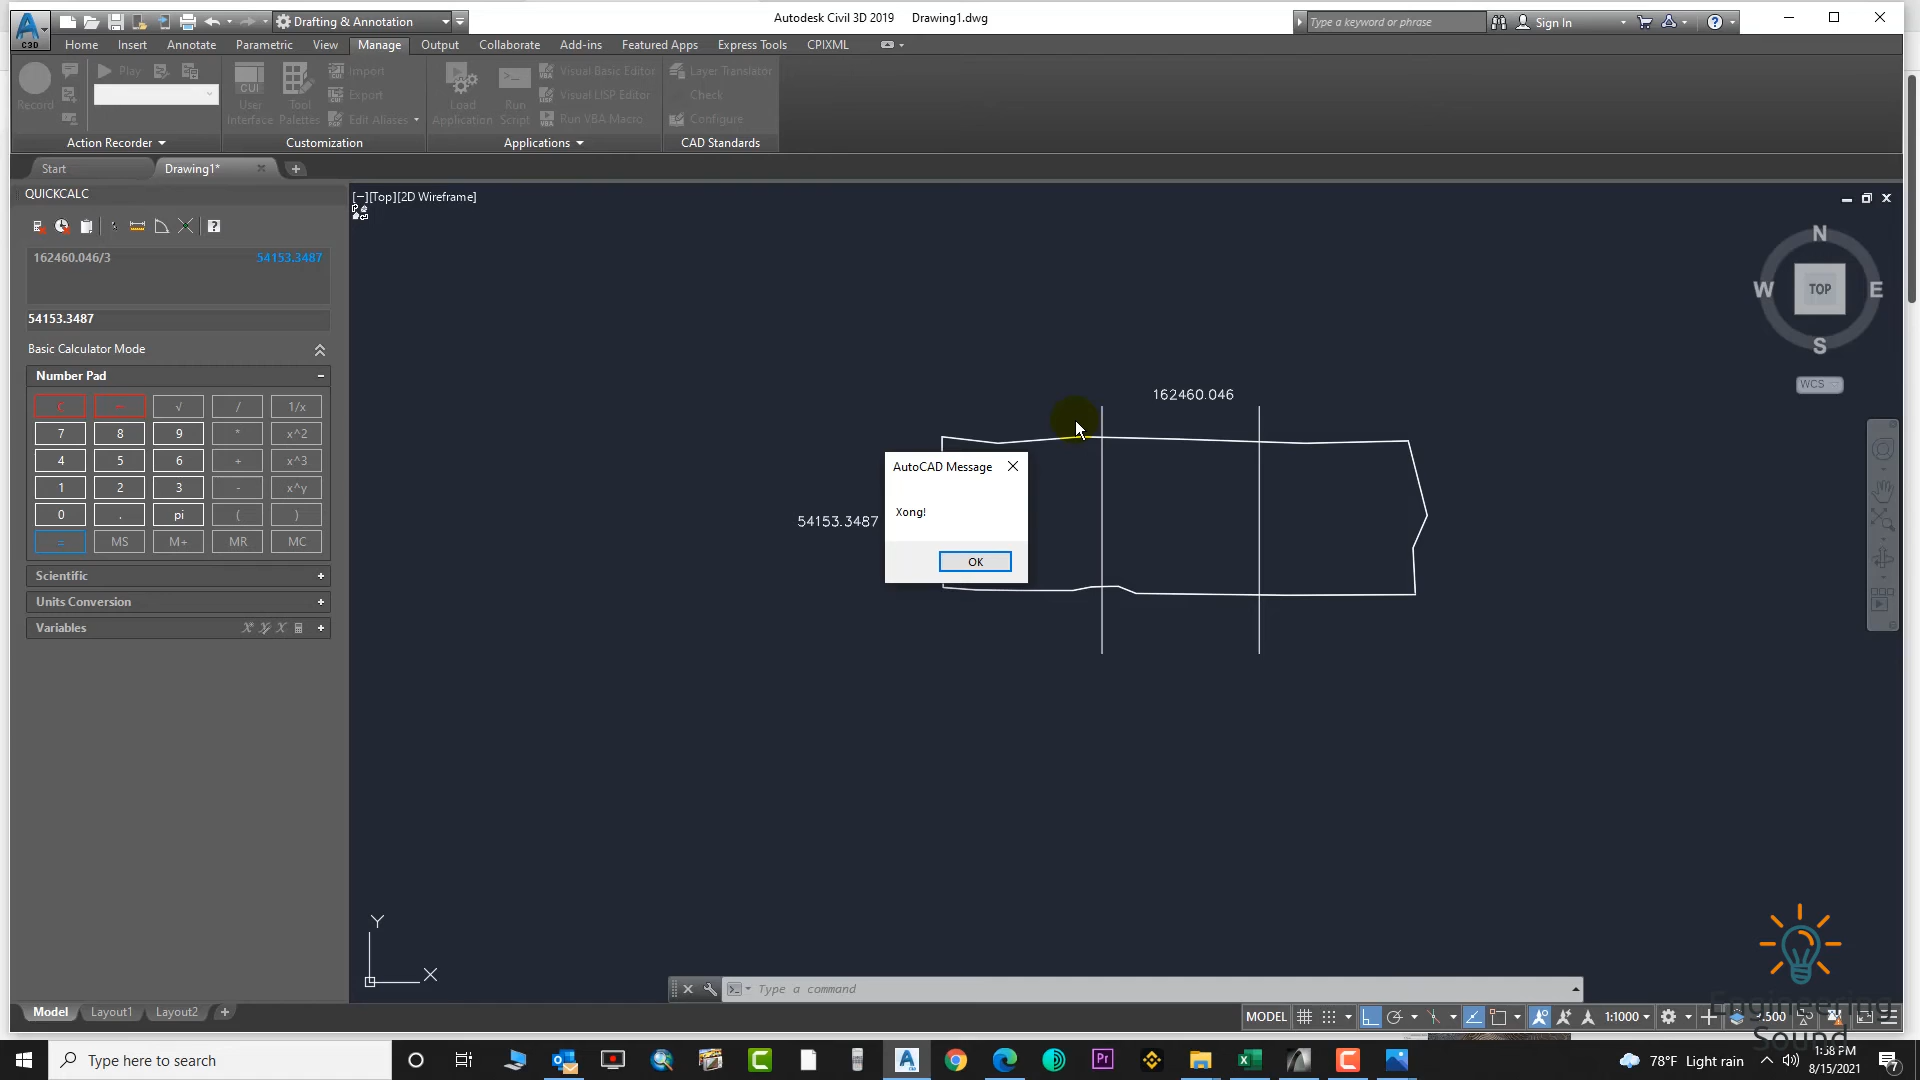 Drafting & Annotation
Autodesk Civil 3D 2019 Drawing1.dwg
Type a keyword or phrase
Sign In
C3D
Home Insert Annotate Parametric View Manage Output Collaborate Add-ins Featured Apps Express Tools CPIXML
Record
Play
CUI
User
Interface
Tool
Palettes
Import
Export
Edit Aliases
Load
Application
Run
Script
Visual Basic Editor
Visual LISP Editor
Run VBA Macro
Layer Translator
Check
Configure
Action Recorder
Customization
Applications
CAD Standards
Start
Drawing1*
QUICKCALC
[−][Top][2D Wireframe]
162460.046/3
54153.3487
54153.3487
Basic Calculator Mode
Number Pad
C ← √ / 1/x
7 8 9 * x^2
4 5 6 + x^3
1 2 3 - x^y
0 . pi ( )
= MS M+ MR MC
Scientific
Units Conversion
Variables
N
W
TOP
E
S
WCS
162460.046
54153.3487
AutoCAD Message
Xong!
OK
Y
X
Type a command
Model Layout1 Layout2
MODEL
1:1000
.500
Engineering
Sound
Type here to search
Pr
78°F Light rain
1:38 PM
8/15/2021
7